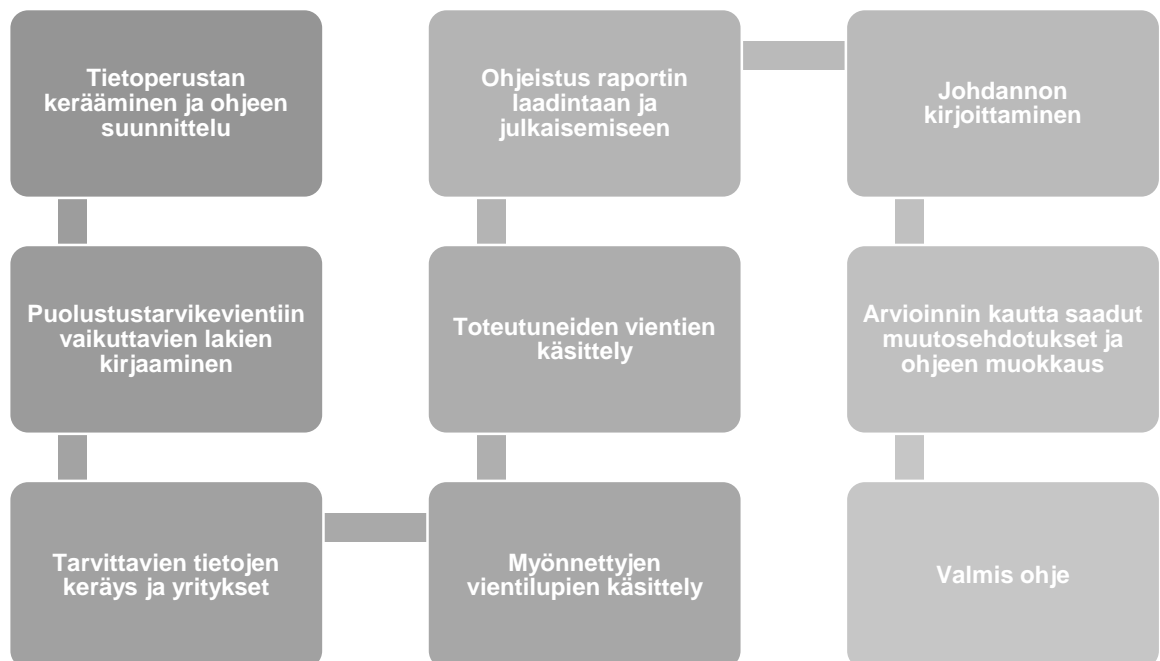 Tietoperustan
kerääminen ja ohjeen
suunnittelu
Puolustustarvikevientiin
vaikuttavien lakien
kirjaaminen
Tarvittavien tietojen
keräys ja yritykset
Myönnettyjen
vientilupien käsittely
Toteutuneiden vientien
käsittely
Ohjeistus raportin
laadintaan ja
julkaisemiseen
Johdannon
kirjoittaminen
Arvioinnin kautta saadut
muutosehdotukset ja
ohjeen muokkaus
Valmis ohje